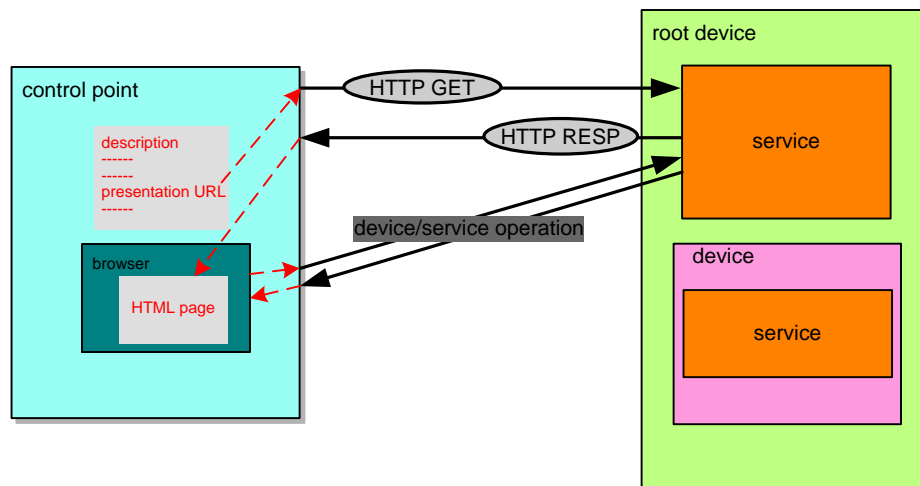 root device
control point
HTTP GET
HTTP RESP
description
------
------
presentation URL
------
service
device/service operation
browser
HTML page
device
service